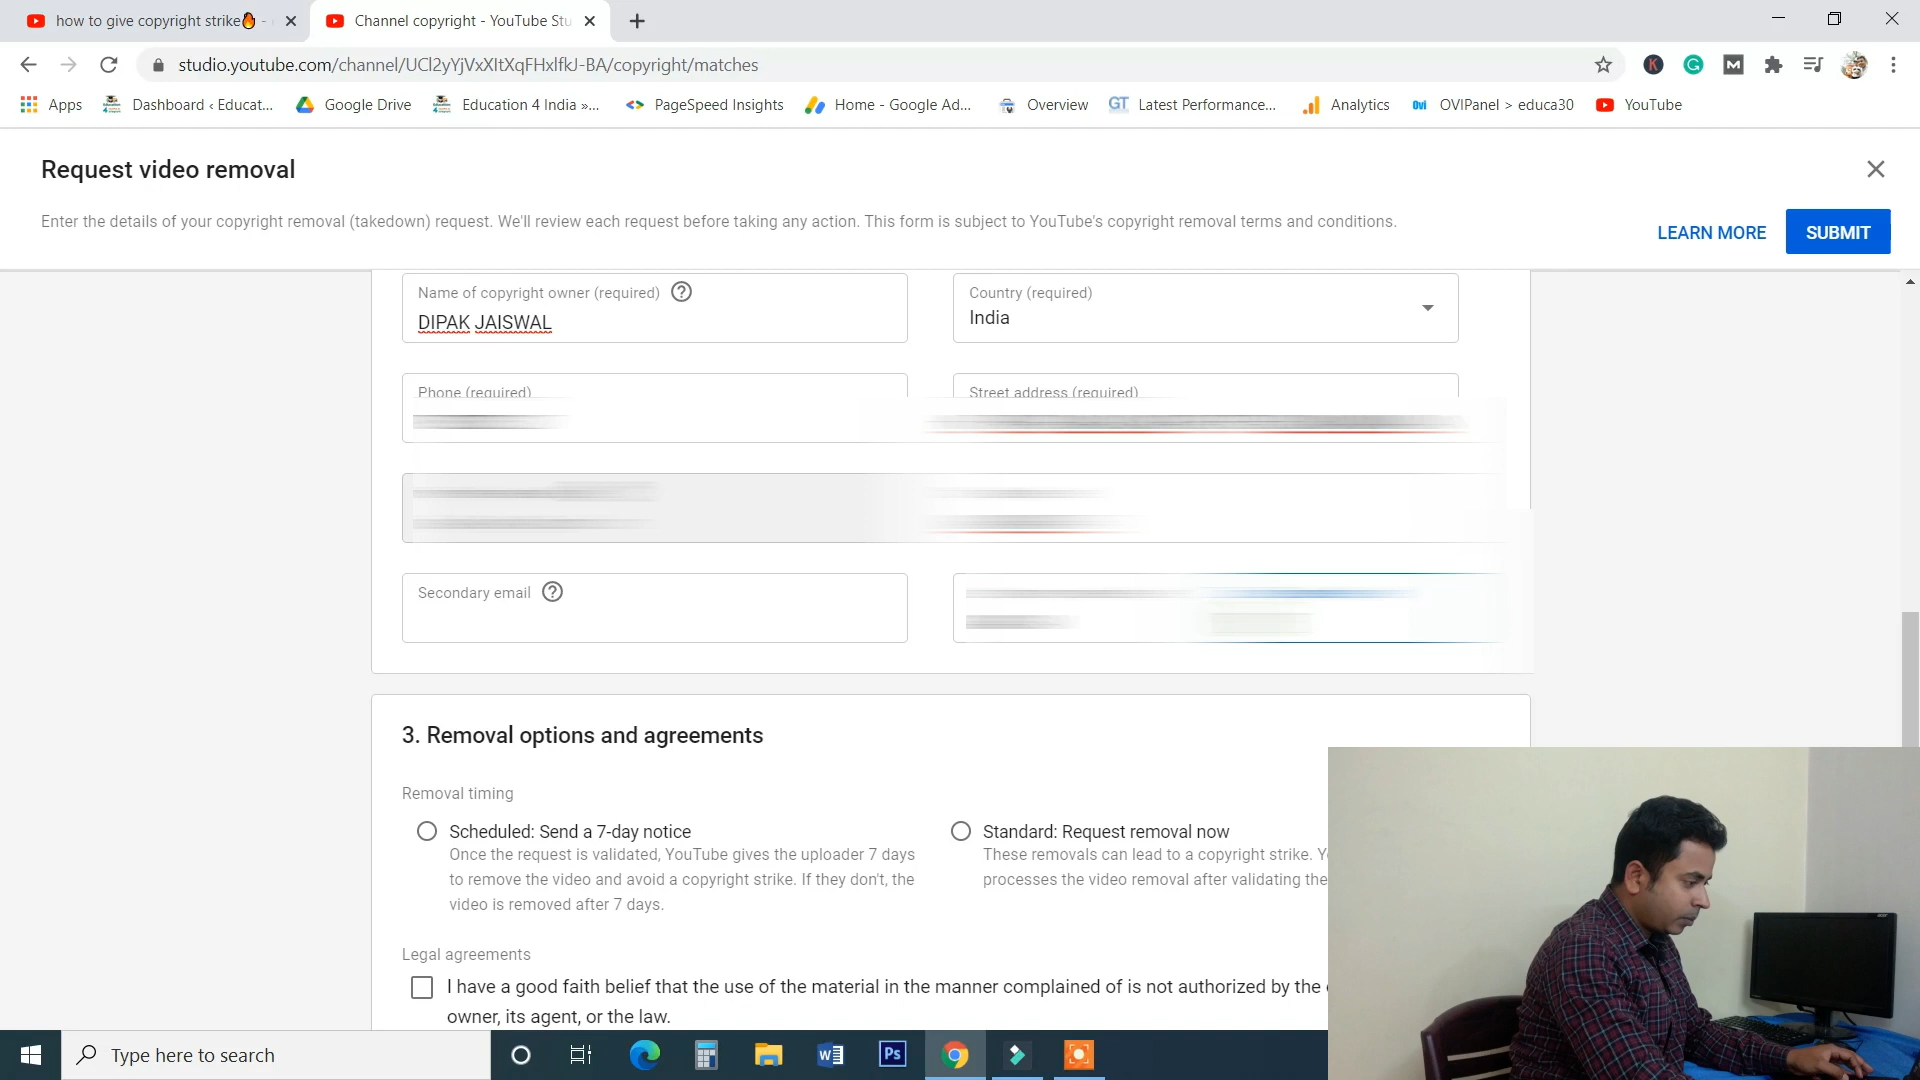 how to give copyright strike🔥 -
Channel copyright - YouTube Stu
studio.youtube.com/channel/UCl2yYjVxXItXqFHxlfkJ-BA/copyright/matches
Apps Dashboard ‹ Educat... Google Drive Education 4 India »... PageSpeed Insights Home - Google Ad... Overview GT Latest Performance... Analytics Ovi OVIPanel > educa30 YouTube
Request video removal
Enter the details of your copyright removal (takedown) request. We'll review each request before taking any action. This form is subject to YouTube's copyright removal terms and conditions.
LEARN MORE SUBMIT
Name of copyright owner (required)
DIPAK JAISWAL
Country (required)
India
Phone (required)
Street address (required)
Secondary email
3. Removal options and agreements
Removal timing
Scheduled: Send a 7-day notice
Once the request is validated, YouTube gives the uploader 7 days
to remove the video and avoid a copyright strike. If they don't, the
video is removed after 7 days.
Standard: Request removal now
These removals can lead to a copyright strike. Y
processes the video removal after validating the
Legal agreements
I have a good faith belief that the use of the material in the manner complained of is not authorized by the
owner, its agent, or the law.
Type here to search